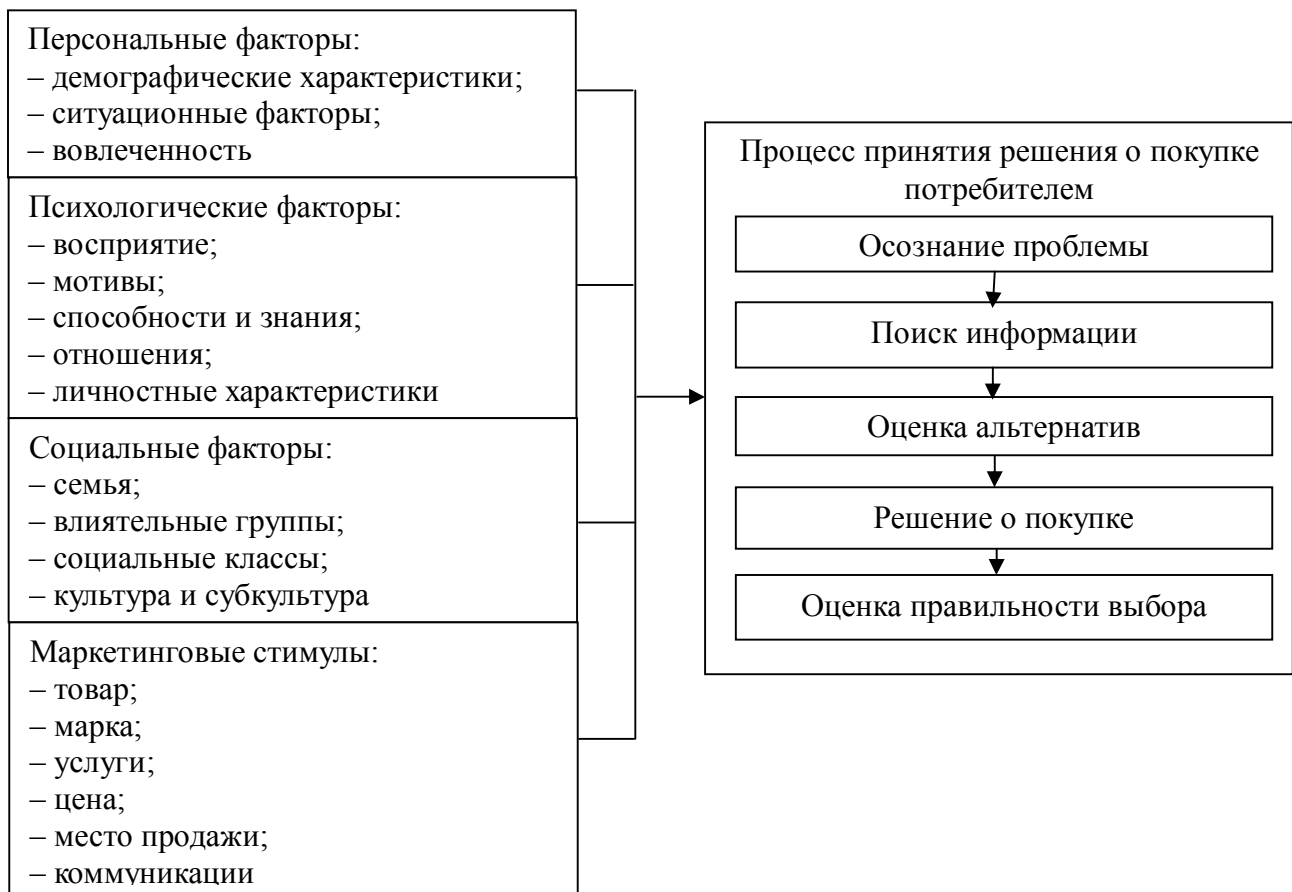 Персональные факторы:
– демографические характеристики;
– ситуационные факторы;
– вовлеченность
Психологические факторы:
– восприятие;
– мотивы;
– способности и знания;
– отношения;
– личностные характеристики
Социальные факторы:
– семья;
– влиятельные группы;
– социальные классы;
– культура и субкультура
Маркетинговые стимулы:
– товар;
– марка;
– услуги;
– цена;
– место продажи;
– коммуникации
Процесс принятия решения о покупке
потребителем
Осознание проблемы
Поиск информации
Оценка альтернатив
Решение о покупке
Оценка правильности выбора